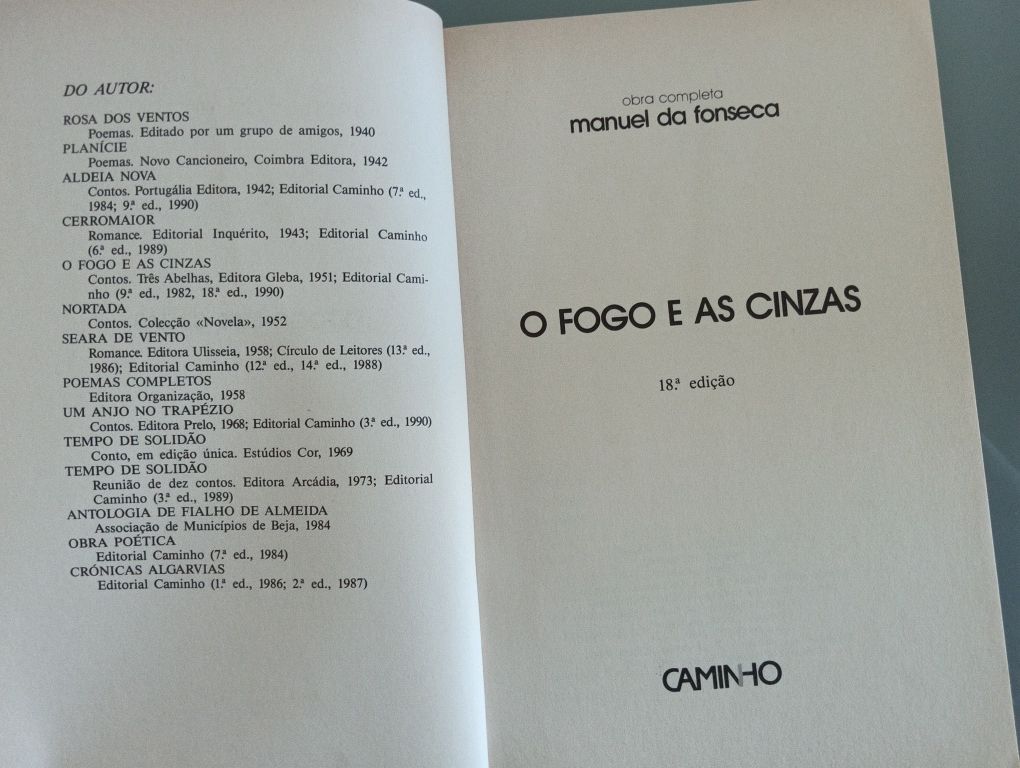 DO AUTOR:
ROSA DOS VENTOS
Poemas. Editado por um grupo de amigos, 1940
PLANÍCIE
Poemas. Novo Cancioneiro, Coimbra Editora, 1942
ALDEIA NOVA
Contos. Portugália Editora, 1942; Editorial Caminho (7.ª ed.,
1984; 9.ª ed., 1990)
CERROMAIOR
Romance. Editorial Inquérito, 1943; Editorial Caminho
(6.ª ed., 1989)
O FOGO E AS CINZAS
Contos. Três Abelhas, Editora Gleba, 1951; Editorial Cami-
nho (9.ª ed., 1982, 18.ª ed., 1990)
NORTADA
Contos. Colecção «Novela», 1952
SEARA DE VENTO
Romance. Editora Ulisseia, 1958; Círculo de Leitores (13.ª ed.,
1986); Editorial Caminho (12.ª ed., 14.ª ed., 1988)
POEMAS COMPLETOS
Editora Organização, 1958
UM ANJO NO TRAPÉZIO
Contos. Editora Prelo, 1968; Editorial Caminho (3.ª ed., 1990)
TEMPO DE SOLIDÃO
Conto, em edição única. Estúdios Cor, 1969
TEMPO DE SOLIDÃO
Reunião de dez contos. Editora Arcádia, 1973; Editorial
Caminho (3.ª ed., 1989)
ANTOLOGIA DE FIALHO DE ALMEIDA
Associação de Municípios de Beja, 1984
OBRA POÉTICA
Editorial Caminho (7.ª ed., 1984)
CRÓNICAS ALGARVIAS
Editorial Caminho (1.ª ed., 1986; 2.ª ed., 1987)
obra completa
manuel da fonseca
O FOGO E AS CINZAS
18.ª edição
CAMINHO